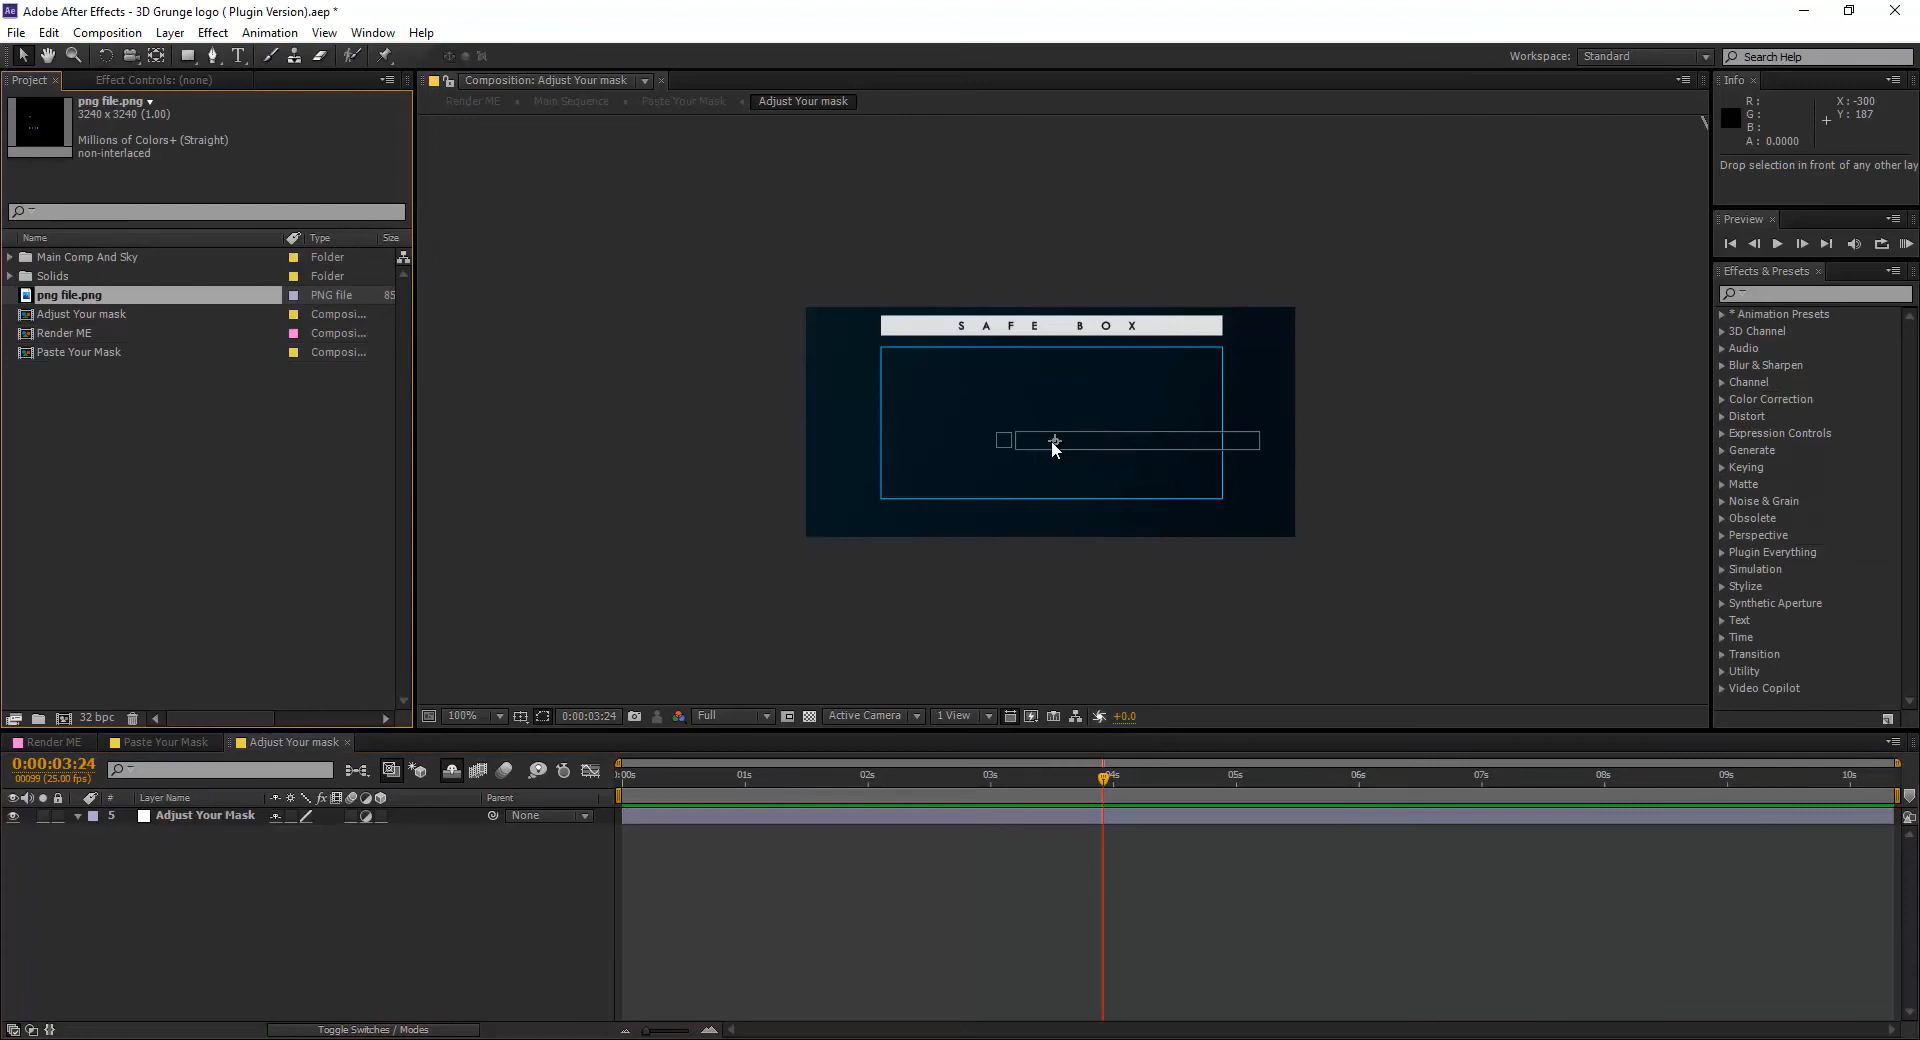 Adobe After Effects - 3D Grunge logo ( Plugin Version).aep *
File Edit Composition Layer Effect Animation View Window Help
Workspace: Standard Search Help
Project Effect Controls: (none)
Composition: Adjust Your mask
Info
png file.png
3240 x 3240 (1.00)
Millions of Colors+ (Straight)
non-interlaced
Render ME Main Sequence Paste Your Mask Adjust Your mask
R :
G :
B :
A : 0.0000
X : -300
Y : 187
Drop selection in front of any other lay
Preview
Name Type Size
Main Comp And Sky Folder
Solids Folder
png file.png PNG file 85
Adjust Your mask Composi...
Render ME Composi...
Paste Your Mask Composi...
SAFE BOX
Effects & Presets
* Animation Presets
3D Channel
Audio
Blur & Sharpen
Channel
Color Correction
Distort
Expression Controls
Generate
Keying
Matte
Noise & Grain
Obsolete
Perspective
Plugin Everything
Simulation
Stylize
Synthetic Aperture
Text
Time
Transition
Utility
Video Copilot
32 bpc
100% 0:00:03:24 Full Active Camera 1 View +0.0
Render ME Paste Your Mask Adjust Your mask
0:00:03:24
00099 (25.00 fps)
:00s 01s 02s 03s 04s 05s 06s 07s 08s 09s 10s
# Layer Name fx Parent
5 Adjust Your Mask None
Toggle Switches / Modes